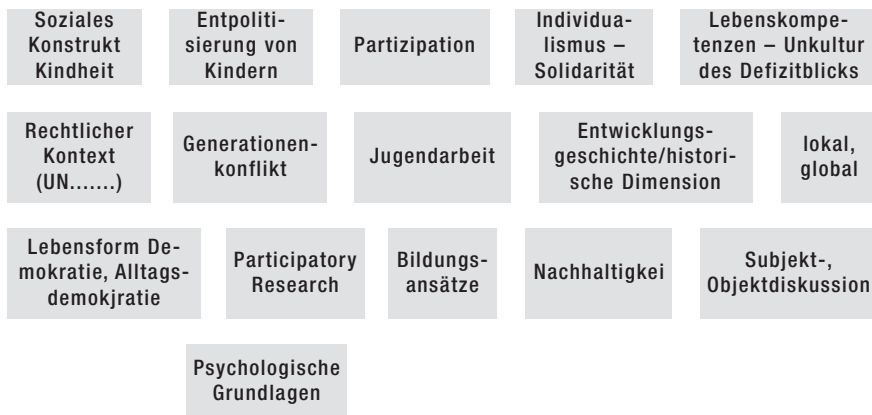 Soziales
Konstrukt
Kindheit
Entpoliti-
sierung von
Kindern
Partizipation
Individua-
lismus –
Solidarität
Lebenskompe-
tenzen – Unkultur
des Defizitblicks
Rechtlicher
Kontext
(UN.......)
Generationen-
konflikt
Jugendarbeit
Entwicklungs-
geschichte/histori-
sche Dimension
lokal,
global
Lebensform De-
mokratie, Alltags-
demokjratie
Participatory
Research
Bildungs-
ansätze
Nachhaltigkei
Subjekt-,
Objektdiskussion
Psychologische
Grundlagen